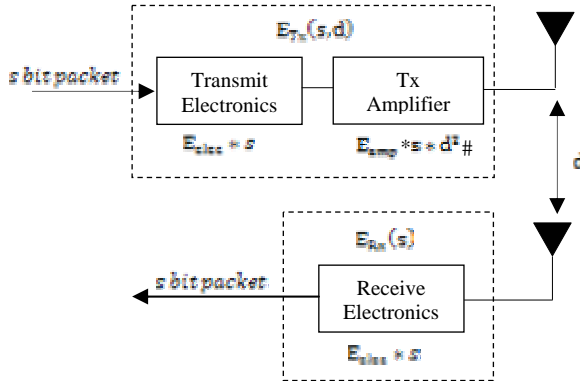 E_Tx(s,d)
s bit packet
Transmit
Electronics
Tx
Amplifier
E_elec * s
E_amp *s * d² #
d
E_Rx(s)
s bit packet
Receive
Electronics
E_elec * s